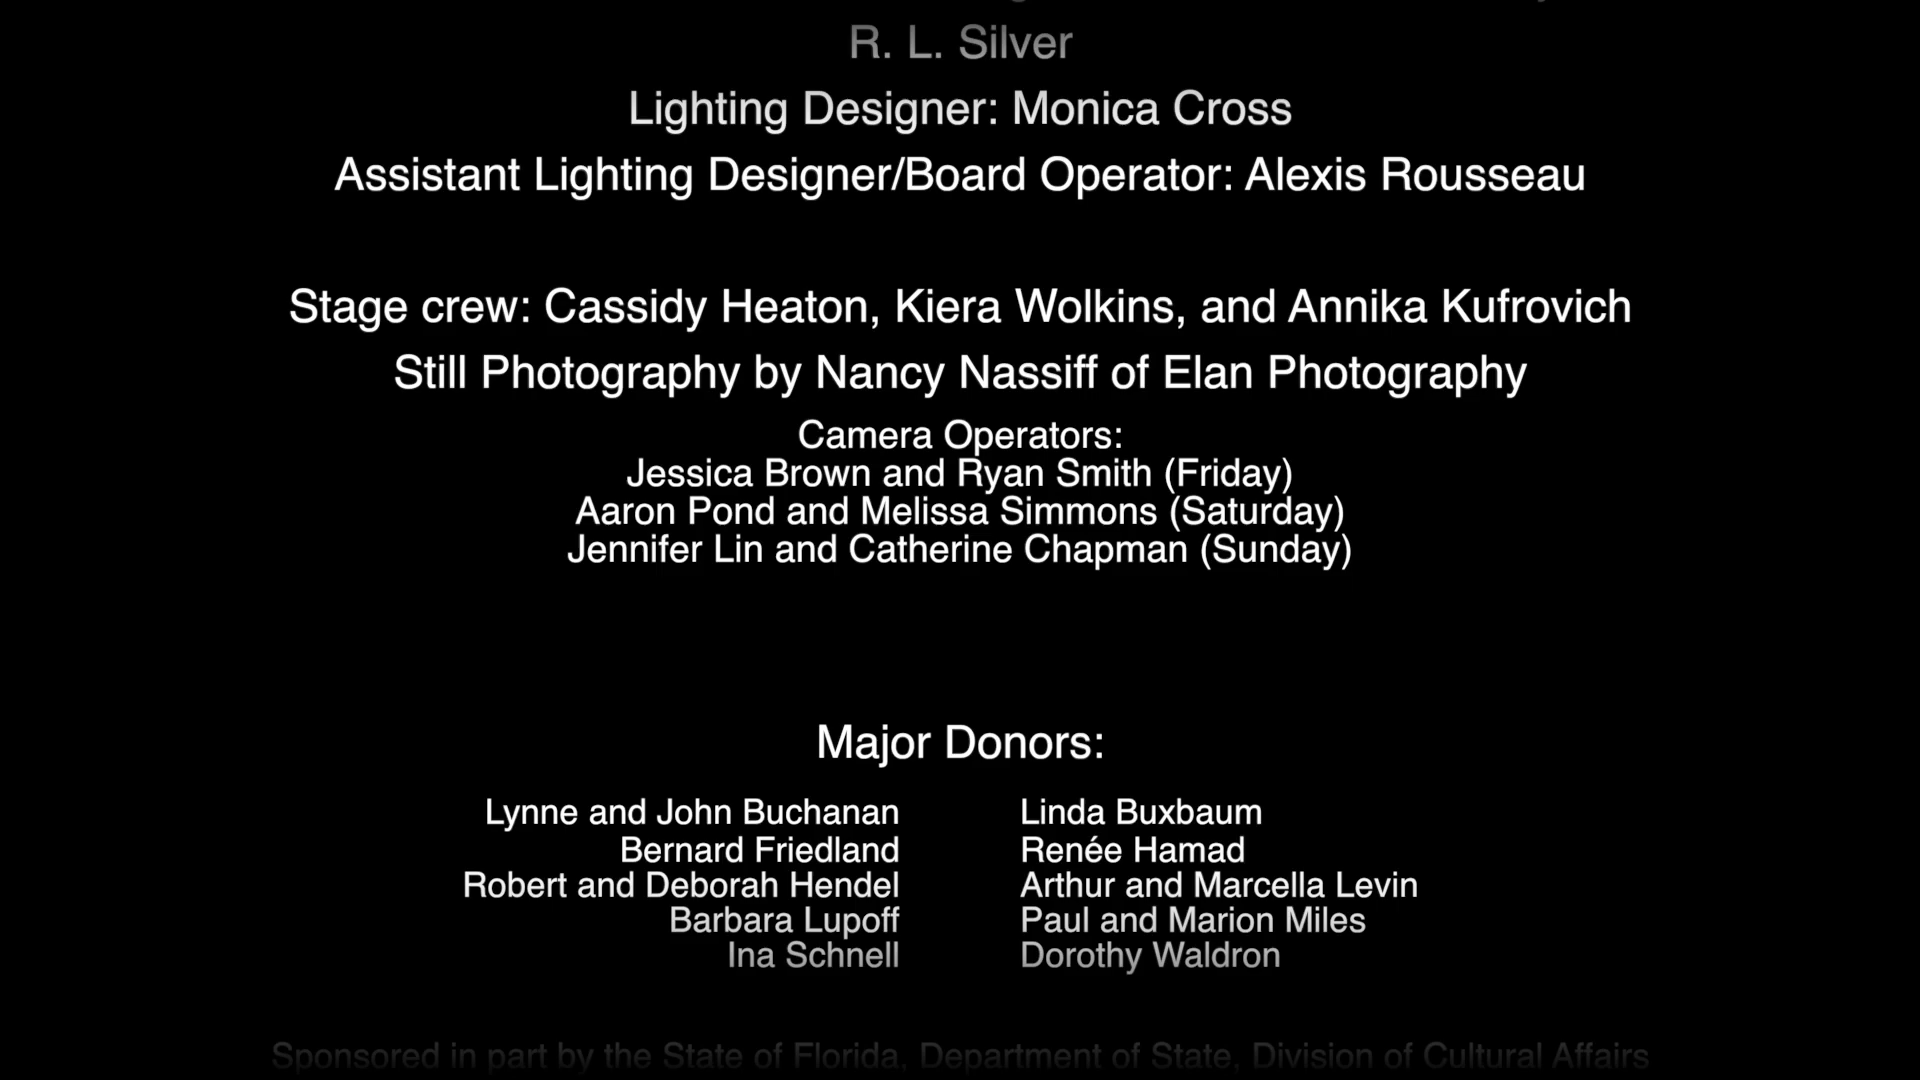 R. L. Silver
Lighting Designer: Monica Cross
Assistant Lighting Designer/Board Operator: Alexis Rousseau
Stage crew: Cassidy Heaton, Kiera Wolkins, and Annika Kufrovich
Still Photography by Nancy Nassiff of Elan Photography
Camera Operators:
Jessica Brown and Ryan Smith (Friday)
Aaron Pond and Melissa Simmons (Saturday)
Jennifer Lin and Catherine Chapman (Sunday)
Major Donors:
Lynne and John Buchanan Linda Buxbaum
Bernard Friedland Renée Hamad
Robert and Deborah Hendel Arthur and Marcella Levin
Barbara Lupoff Paul and Marion Miles
Ina Schnell Dorothy Waldron
Sponsored in part by the State of Florida, Department of State, Division of Cultural Affairs